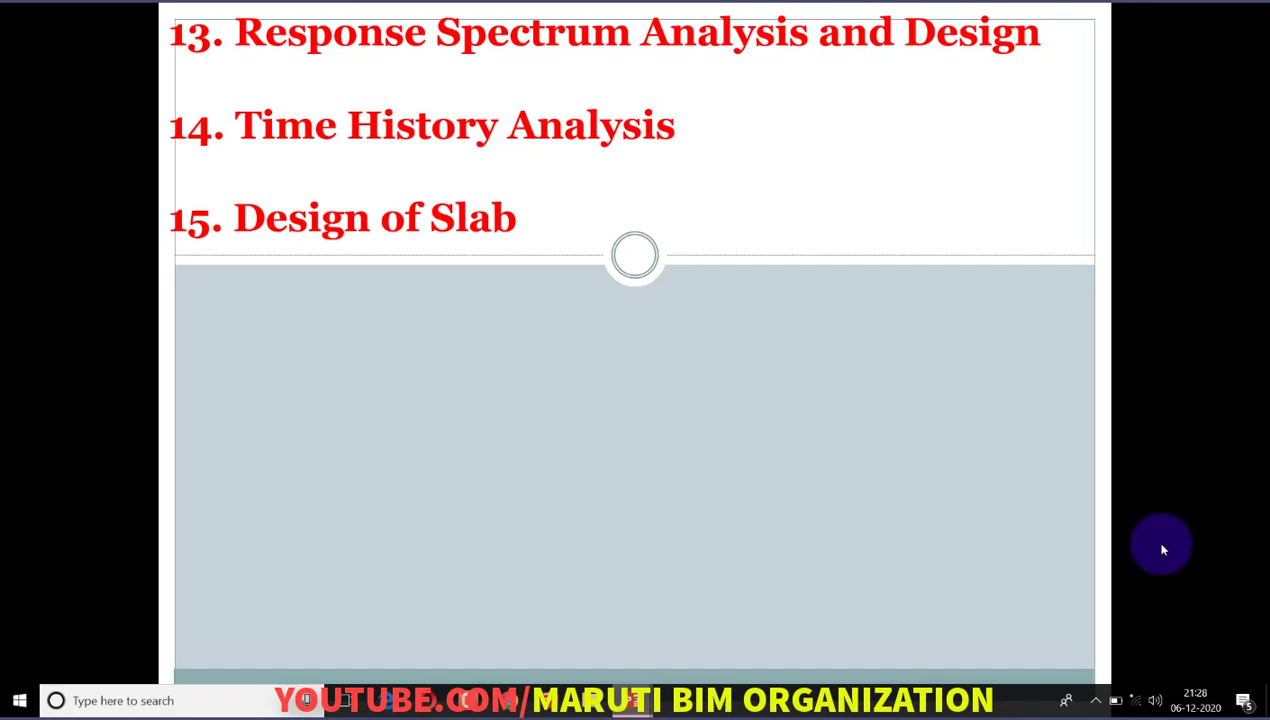 13. Response Spectrum Analysis and Design
14. Time History Analysis
15. Design of Slab
Type here to search
YOUTUBE.COM/MARUTI BIM ORGANIZATION
21:28
06-12-2020
5